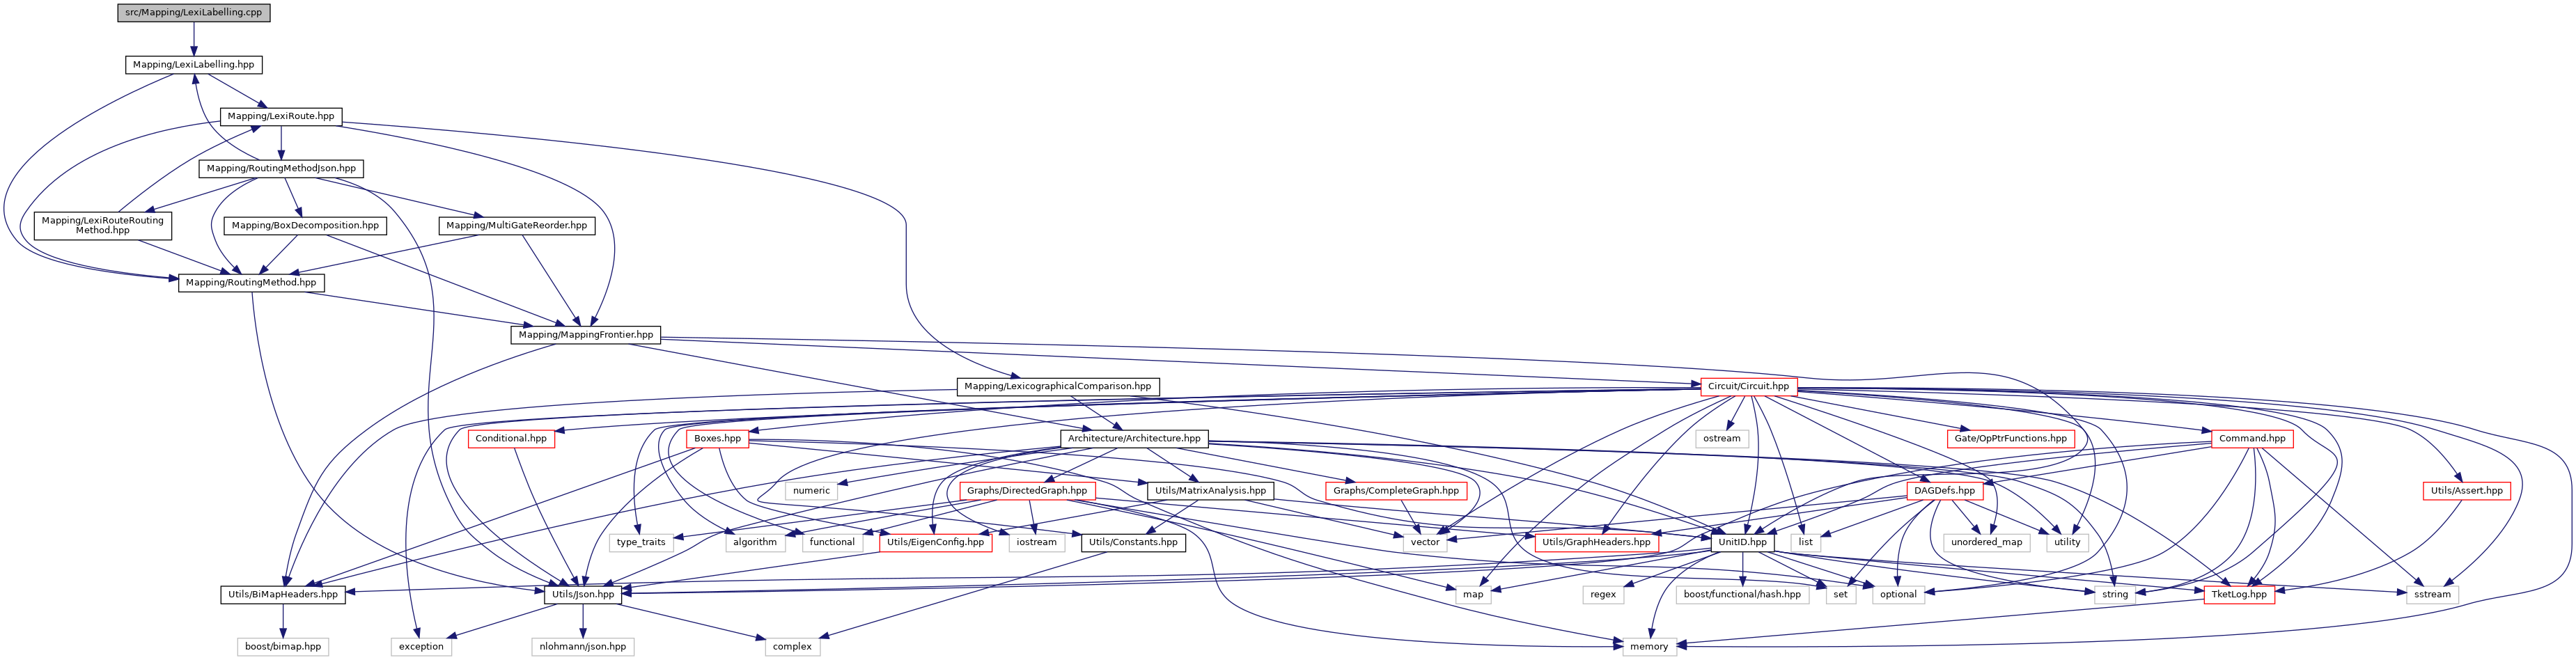 src/Mapping/LexiLabelling.cpp
Mapping/LexiLabelling.hpp
Mapping/LexiRoute.hpp
Mapping/RoutingMethodJson.hpp
Mapping/LexiRouteRouting
Method.hpp
Mapping/BoxDecomposition.hpp
Mapping/MultiGateReorder.hpp
Mapping/RoutingMethod.hpp
Mapping/MappingFrontier.hpp
Mapping/LexicographicalComparison.hpp
Circuit/Circuit.hpp
Conditional.hpp
Boxes.hpp
Architecture/Architecture.hpp
ostream
Gate/OpPtrFunctions.hpp
Command.hpp
numeric
Graphs/DirectedGraph.hpp
Utils/MatrixAnalysis.hpp
Graphs/CompleteGraph.hpp
DAGDefs.hpp
Utils/Assert.hpp
type_traits
algorithm
functional
Utils/EigenConfig.hpp
iostream
Utils/Constants.hpp
vector
Utils/GraphHeaders.hpp
UnitID.hpp
list
unordered_map
utility
Utils/BiMapHeaders.hpp
Utils/Json.hpp
map
regex
boost/functional/hash.hpp
set
optional
string
TketLog.hpp
sstream
boost/bimap.hpp
exception
nlohmann/json.hpp
complex
memory